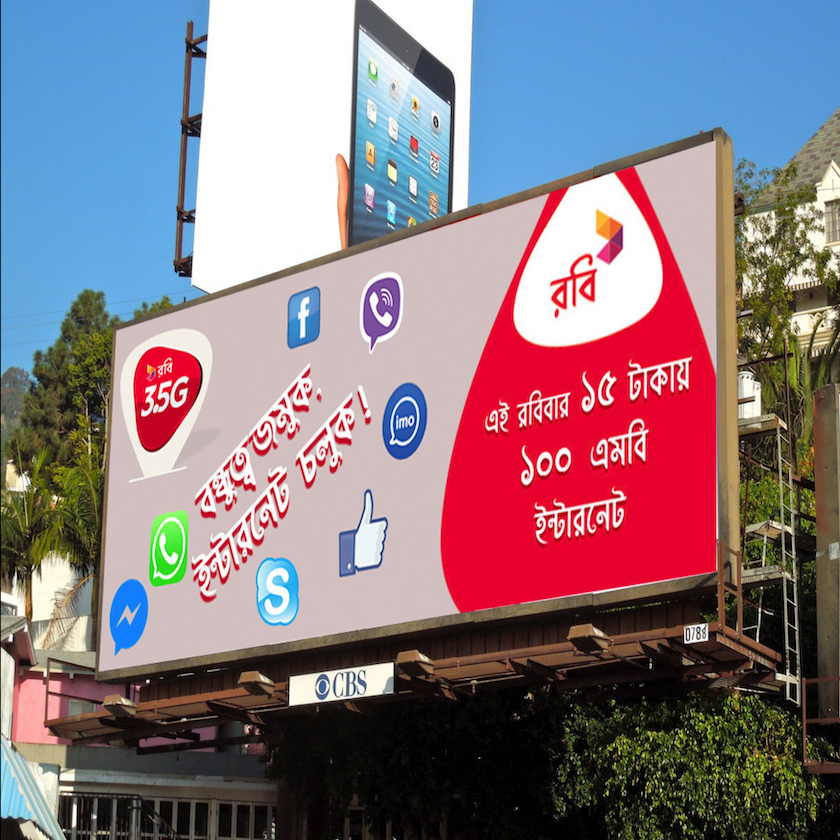 রবি
3.5G
বন্ধুত্ব জমুক,
ইন্টারনেট চলুক!
f
imo
S
রবি
এই রবিবার ১৫ টাকায়
১০০ এমবি
ইন্টারনেট
CBS
0788